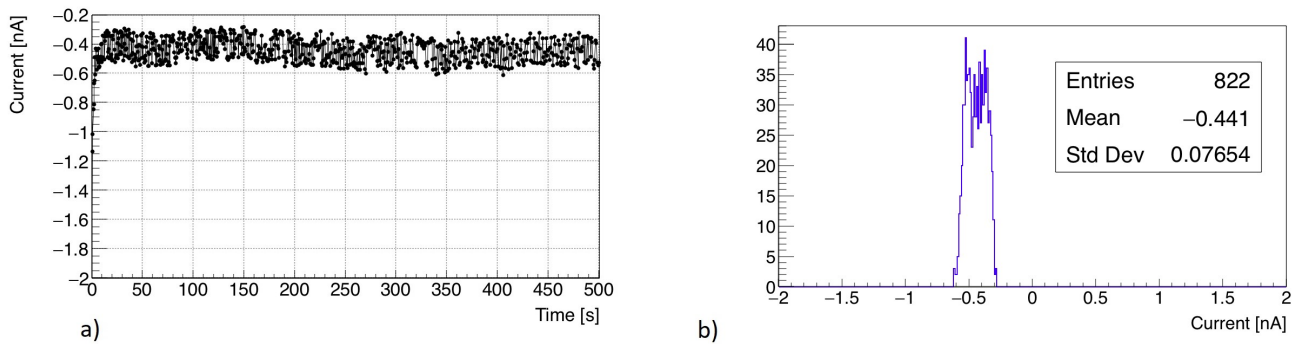 Current [nA]
−0.2
−0.4
−0.6
−0.8
−1
−1.2
−1.4
−1.6
−1.8
−2
0 50 100 150 200 250 300 350 400 450 500
Time [s]
a)
40
35
30
25
20
15
10
5
0
−2 −1.5 −1 −0.5 0 0.5 1 1.5 2
Current [nA]
Entries 822
Mean −0.441
Std Dev 0.07654
b)